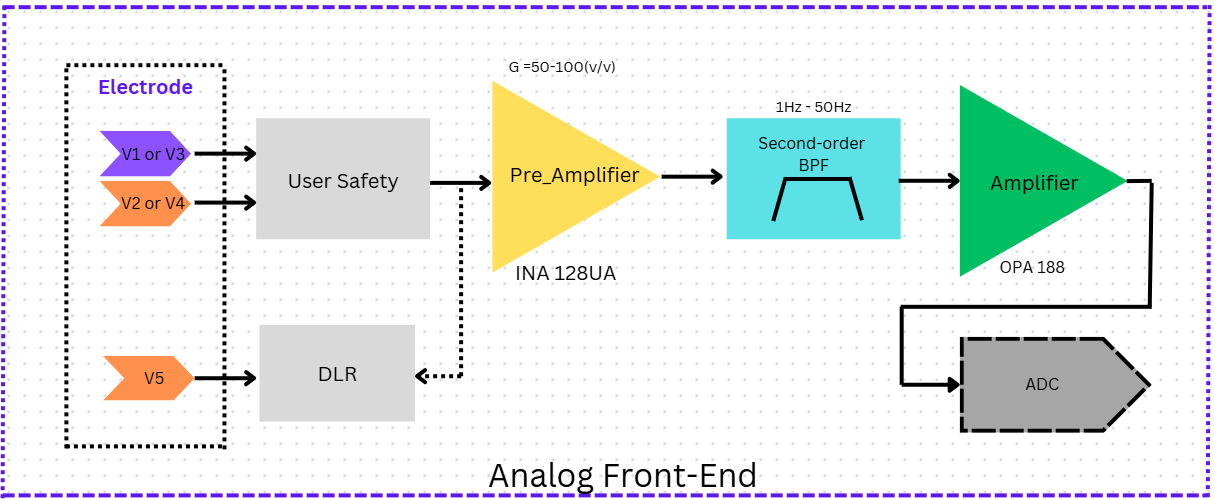 G =50-100(v/v)
Electrode
1Hz - 50Hz
V1 or V3
Second-order
BPF
User Safety
Pre_Amplifier
Amplifier
V2 or V4
INA 128UA
OPA 188
V5
DLR
ADC
Analog Front-End